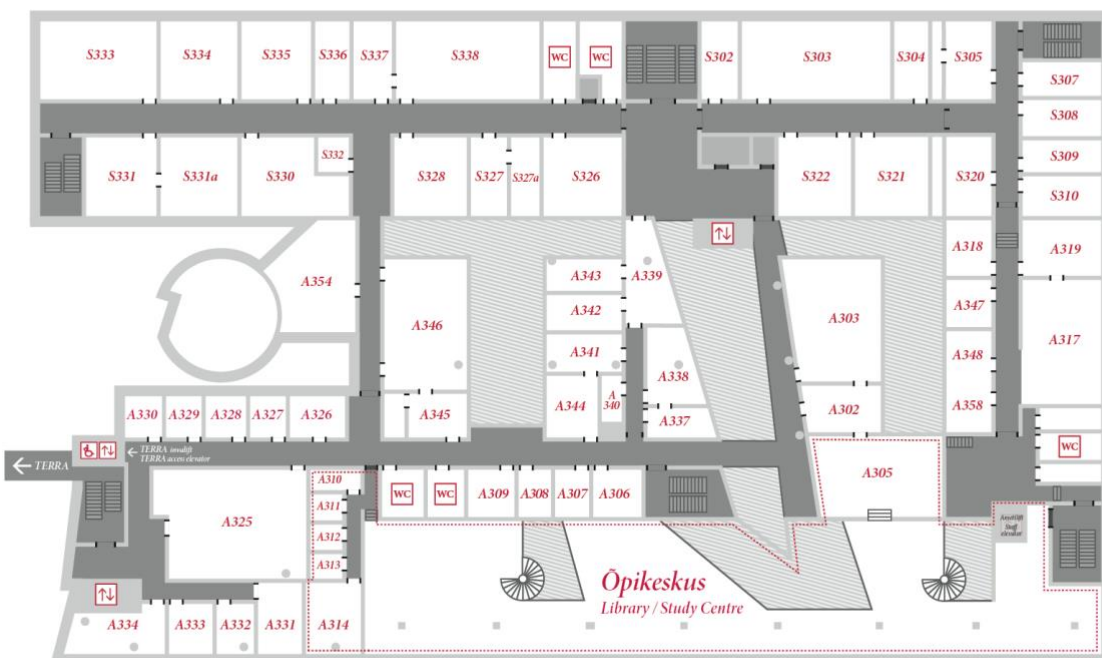 S333 S334 S335 S336 S337 S338 WC WC S302 S303 S304 S305
S307
S308
S309
S310
S331 S331a S330 S332 S328 S327 S327a S326 S322 S321 S320
A354 A346 A343 A339 A318 A319
A342 A303 A347 A317
A341 A338 A348
A344 A
340 A337 A302 A358
A330 A329 A328 A327 A326 A345
WC
← TERRA
← TERRA invalift
TERRA access elevator
A325 A310 WC WC A309 A308 A307 A306 A305
A311
A312
A313
Staff
elevator
Õpikeskus
Library / Study Centre
A334 A333 A332 A331 A314